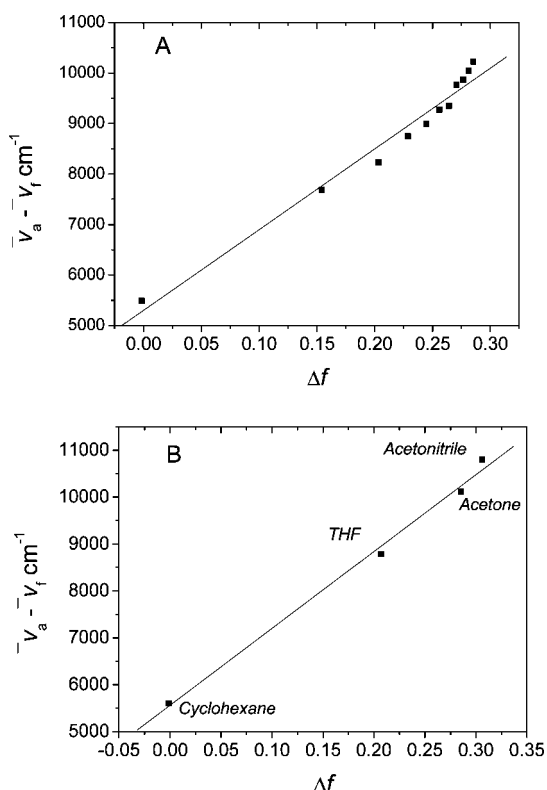 A
11000
10000
9000
8000
7000
6000
5000
ν̅a - ν̅f cm-1
0.00 0.05 0.10 0.15 0.20 0.25 0.30
Δf
B
11000
10000
9000
8000
7000
6000
5000
ν̅a - ν̅f cm-1
Acetonitrile
Acetone
THF
Cyclohexane
-0.05 0.00 0.05 0.10 0.15 0.20 0.25 0.30 0.35
Δf